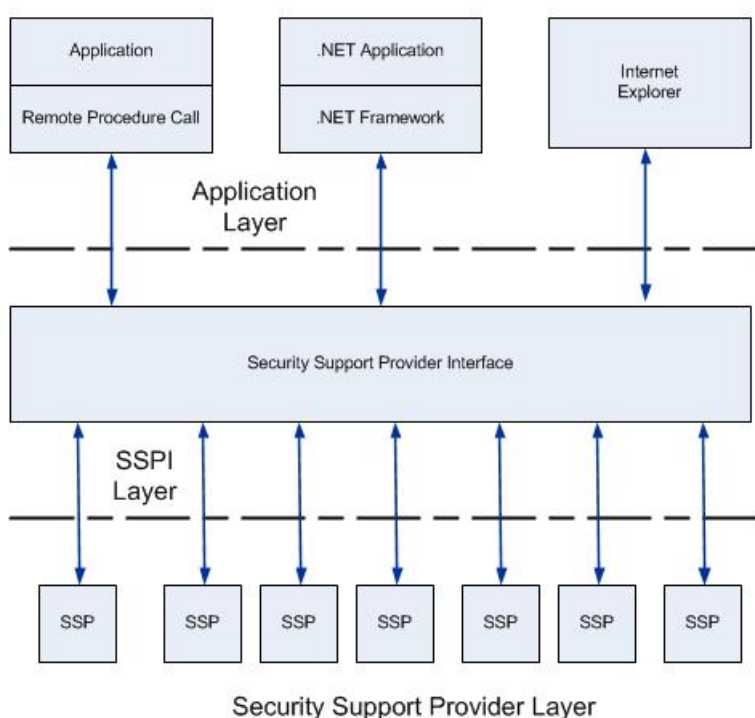 Application
Remote Procedure Call
.NET Application
.NET Framework
Internet
Explorer
Application
Layer
Security Support Provider Interface
SSPI
Layer
SSP
SSP
SSP
SSP
SSP
SSP
SSP
Security Support Provider Layer